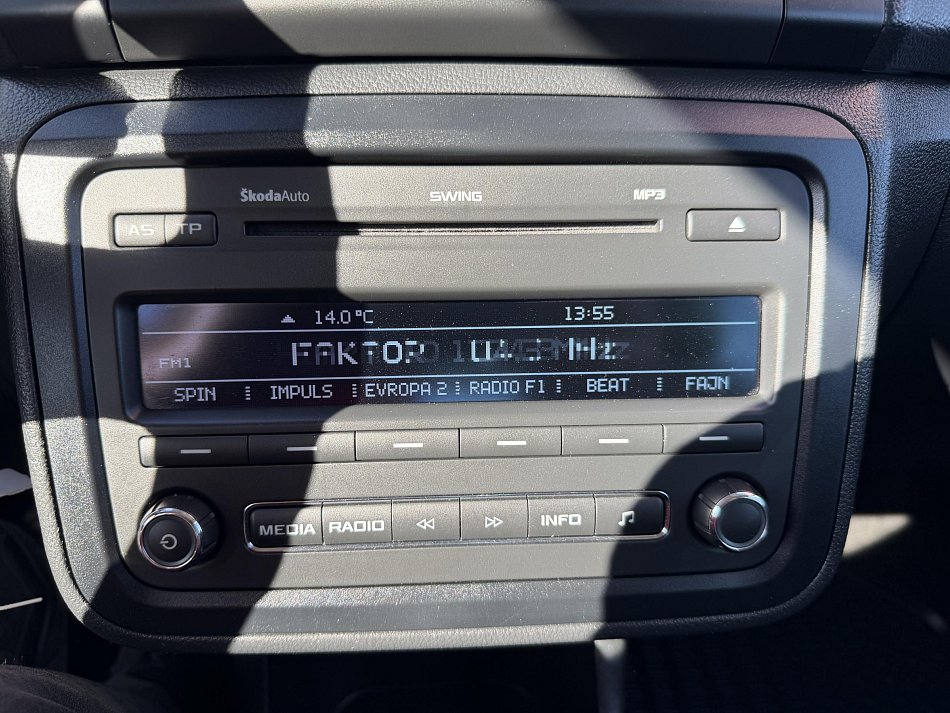 ŠkodaAuto SWING MP3
AS TP
14.0°C 13:55
FM1
SPIN IMPULS EVROPA 2 RADIO F1 BEAT FAJN
MEDIA RADIO INFO